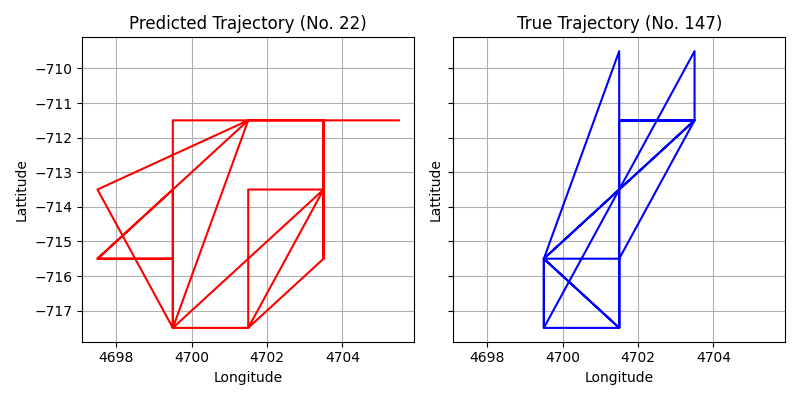 Predicted Trajectory (No. 22)
True Trajectory (No. 147)
Lattitude
−710
−711
−712
−713
−714
−715
−716
−717
4698
4700
4702
4704
Longitude
Lattitude
4698
4700
4702
4704
Longitude